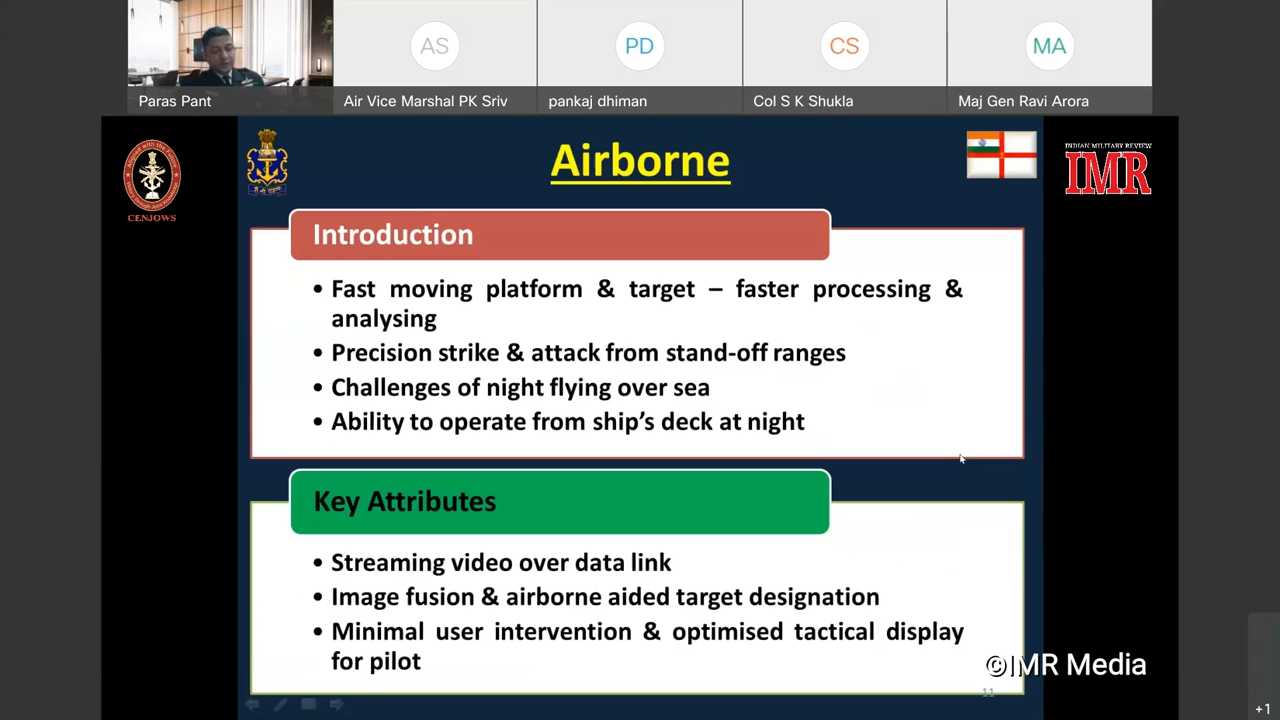 AS
PD
CS
MA
Paras Pant
Air Vice Marshal PK Sriv
pankaj dhiman
Col S K Shukla
Maj Gen Ravi Arora
Airborne
CENJOWS
INDIAN MILITARY REVIEW
IMR
Introduction
• Fast moving platform & target – faster processing &
analysing
• Precision strike & attack from stand-off ranges
• Challenges of night flying over sea
• Ability to operate from ship's deck at night
Key Attributes
• Streaming video over data link
• Image fusion & airborne aided target designation
• Minimal user intervention & optimised tactical display
for pilot
©IMR Media
11
+1